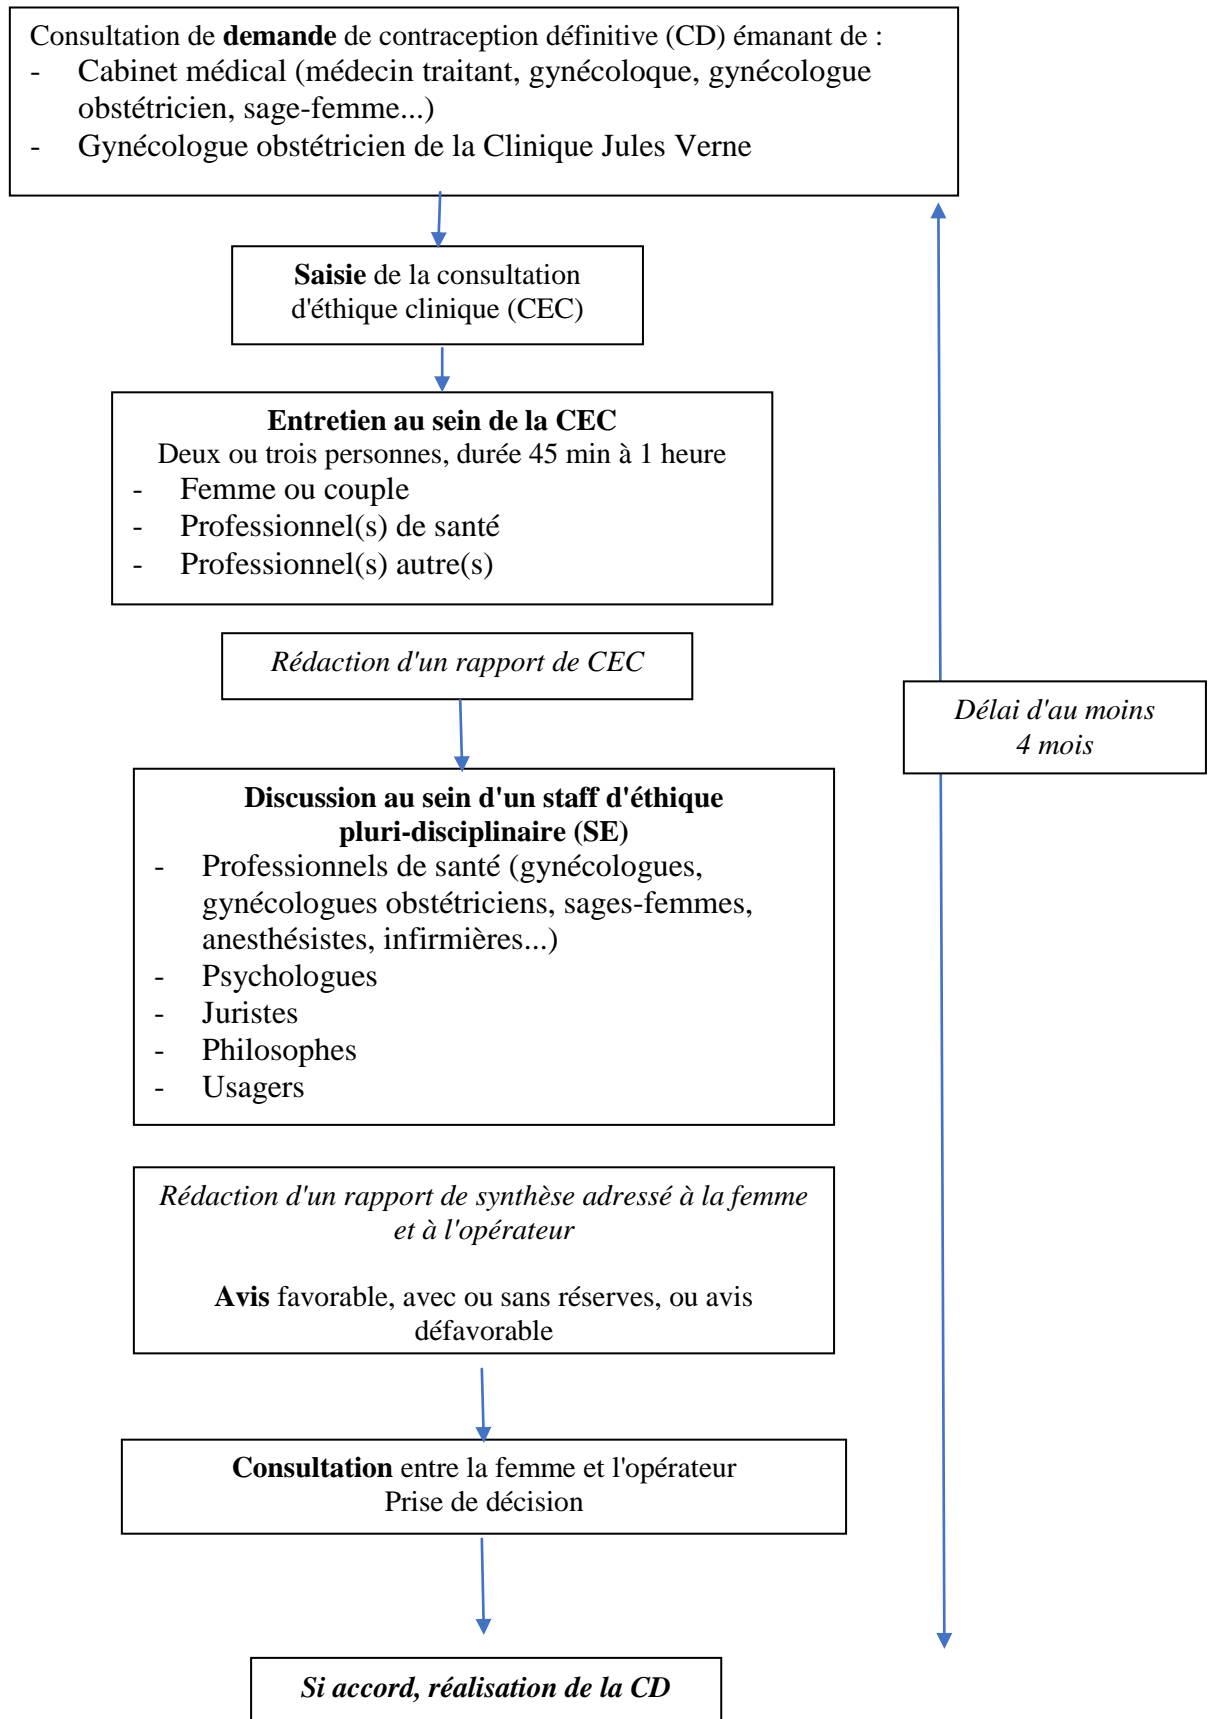 Consultation de demande de contraception définitive (CD) émanant de :
- Cabinet médical (médecin traitant, gynécoloque, gynécologue
obstétricien, sage-femme...)
- Gynécologue obstétricien de la Clinique Jules Verne
Saisie de la consultation
d'éthique clinique (CEC)
Entretien au sein de la CEC
Deux ou trois personnes, durée 45 min à 1 heure
- Femme ou couple
- Professionnel(s) de santé
- Professionnel(s) autre(s)
Rédaction d'un rapport de CEC
Délai d'au moins
4 mois
Discussion au sein d'un staff d'éthique
pluri-disciplinaire (SE)
- Professionnels de santé (gynécologues,
gynécologues obstétriciens, sages-femmes,
anesthésistes, infirmières...)
- Psychologues
- Juristes
- Philosophes
- Usagers
Rédaction d'un rapport de synthèse adressé à la femme
et à l'opérateur
Avis favorable, avec ou sans réserves, ou avis
défavorable
Consultation entre la femme et l'opérateur
Prise de décision
Si accord, réalisation de la CD